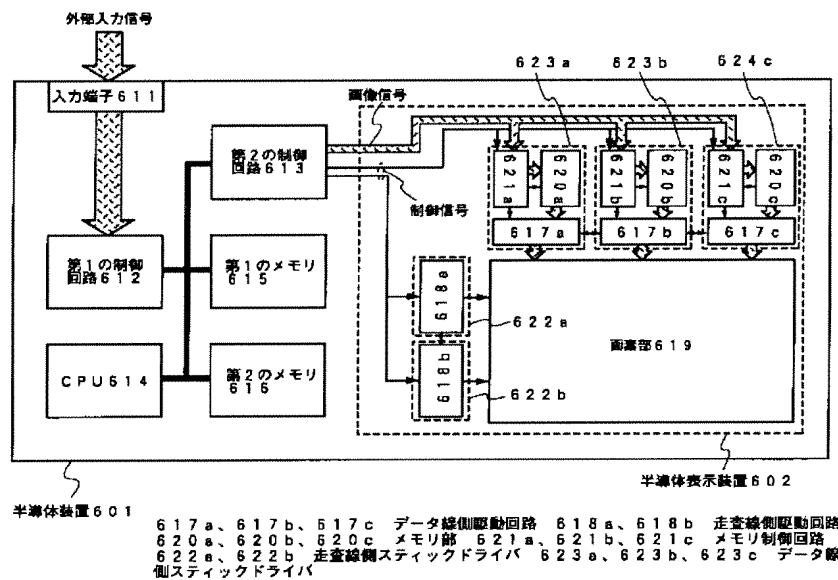 外部入力信号
623a 623b 624c
入力端子611
画像信号
第2の制御
回路613
621a 620a 621b 620b 621c 620c
制御信号
617a 617b 617c
第1の制御
回路612
第1のメモリ
615
618a
622a
画素部619
CPU614
第2のメモリ
616
618b
622b
半導体装置601
半導体表示装置602
617a、617b、617c データ線側駆動回路 618a、618b 走査線側駆動回路
620a、620b、620c メモリ部 621a、621b、621c メモリ制御回路
622a、622b 走査線側スティックドライバ 623a、623b、623c データ線
側スティックドライバ